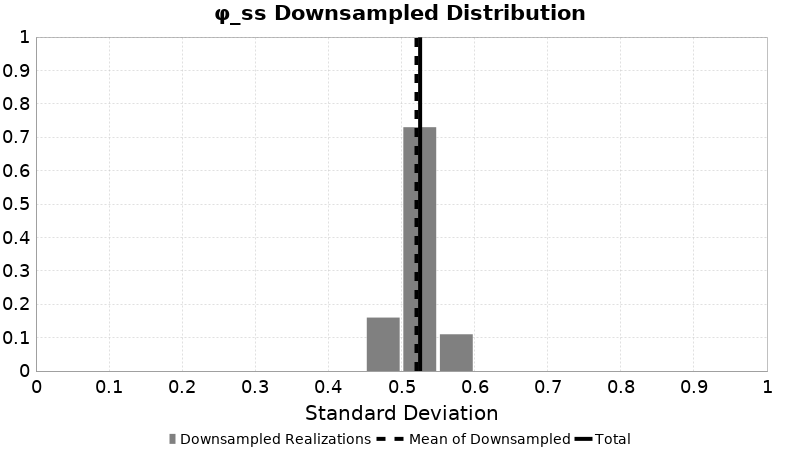 φ_ss Downsampled Distribution
1
0.9
0.8
0.7
0.6
0.5
0.4
0.3
0.2
0.1
0
0 0.1 0.2 0.3 0.4 0.5 0.6 0.7 0.8 0.9 1
Standard Deviation
Downsampled Realizations Mean of Downsampled Total